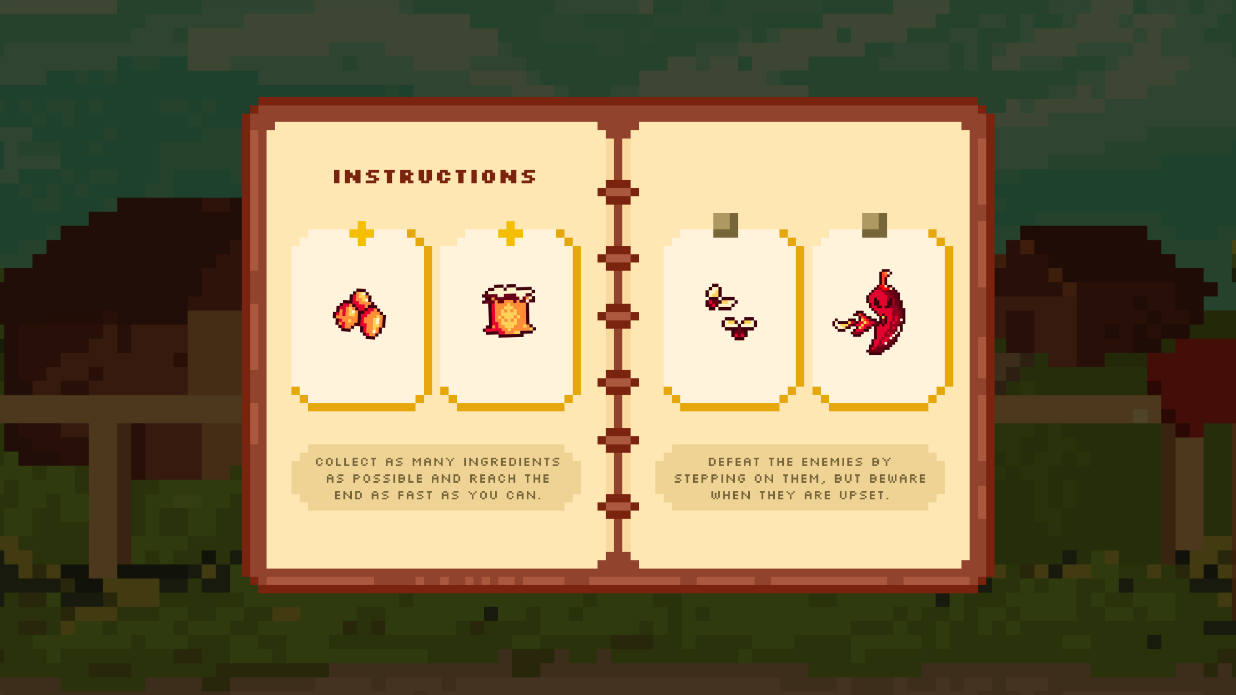 INSTRUCTIONS
COLLECT AS MANY INGREDIENTS
AS POSSIBLE AND REACH THE
END AS FAST AS YOU CAN.
DEFEAT THE ENEMIES BY
STEPPING ON THEM, BUT BEWARE
WHEN THEY ARE UPSET.